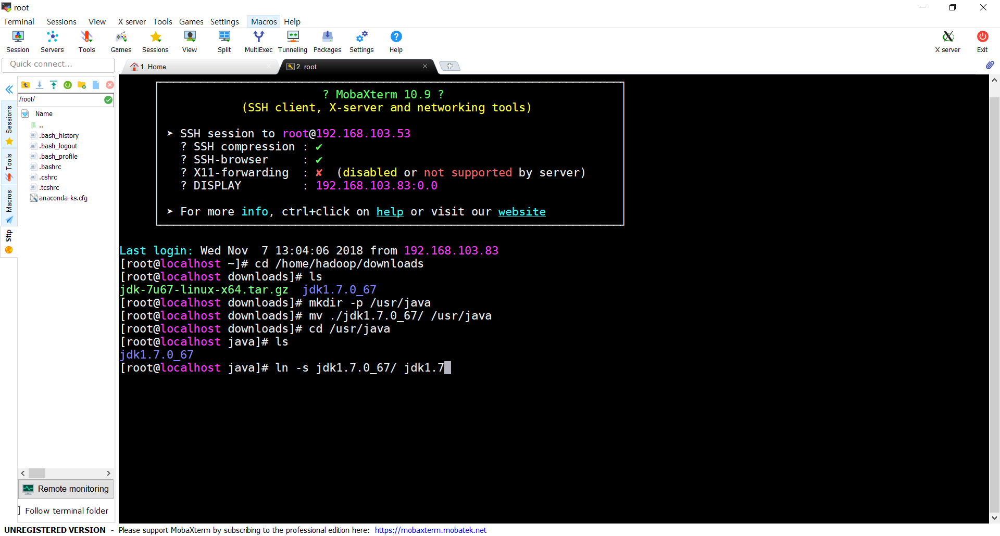 root
Terminal Sessions View X server Tools Games Settings Macros Help
Session Servers Tools Games Sessions View Split MultiExec Tunneling Packages Settings Help X server Exit
Quick connect...
1. Home
2. root
/root/
Name
..
.bash_history
.bash_logout
.bash_profile
.bashrc
.cshrc
.tcshrc
anaconda-ks.cfg
Sessions
Tools
Macros
Sftp
Remote monitoring
Follow terminal folder
? MobaXterm 10.9 ?
(SSH client, X-server and networking tools)
➤ SSH session to root@192.168.103.53
? SSH compression : ✔
? SSH-browser     : ✔
? X11-forwarding  : ✘  (disabled or not supported by server)
? DISPLAY         : 192.168.103.83:0.0
➤ For more info, ctrl+click on help or visit our website
Last login: Wed Nov  7 13:04:06 2018 from 192.168.103.83
[root@localhost ~]# cd /home/hadoop/downloads
[root@localhost downloads]# ls
jdk-7u67-linux-x64.tar.gz  jdk1.7.0_67
[root@localhost downloads]# mkdir -p /usr/java
[root@localhost downloads]# mv ./jdk1.7.0_67/ /usr/java
[root@localhost downloads]# cd /usr/java
[root@localhost java]# ls
jdk1.7.0_67
[root@localhost java]# ln -s jdk1.7.0_67/ jdk1.7
UNREGISTERED VERSION - Please support MobaXterm by subscribing to the professional edition here: https://mobaxterm.mobatek.net